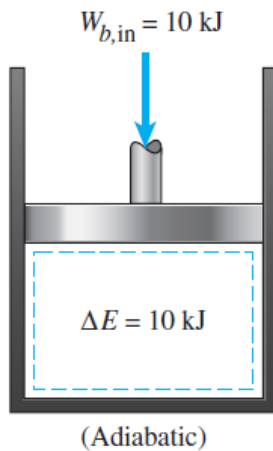 W_b,in = 10 kJ
ΔE = 10 kJ
(Adiabatic)